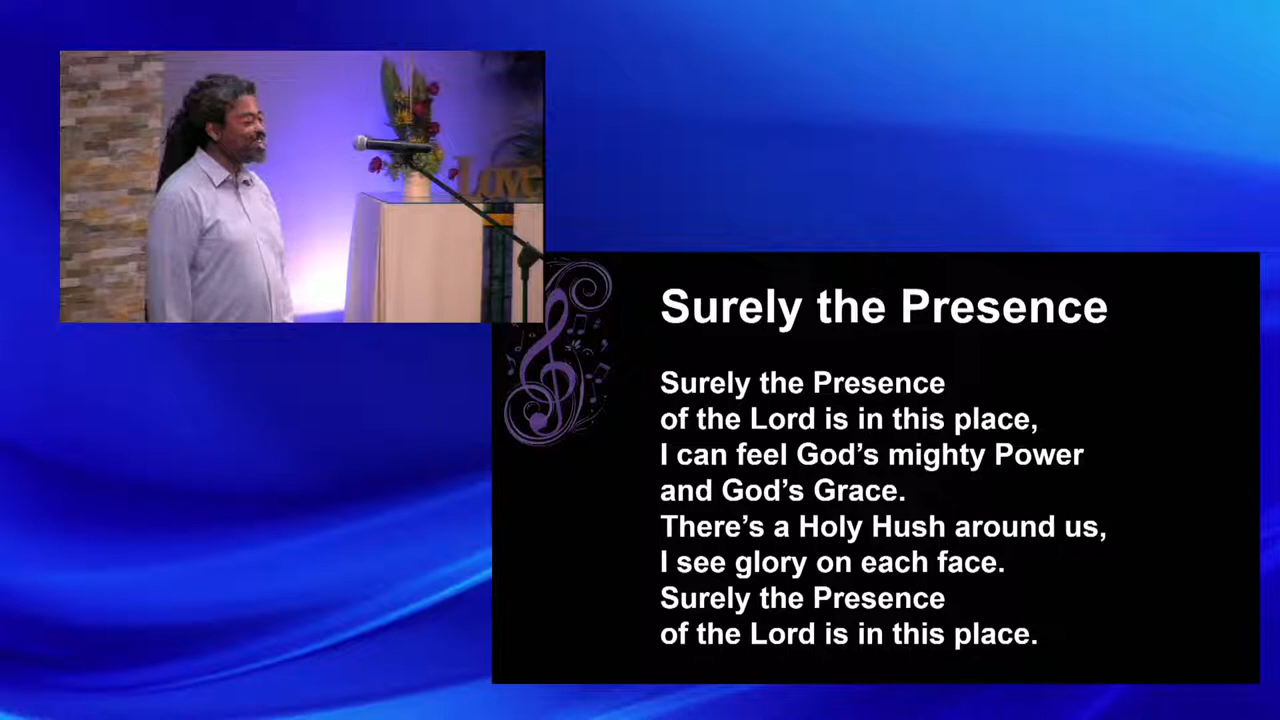 Love
Surely the Presence
Surely the Presence
of the Lord is in this place,
I can feel God’s mighty Power
and God’s Grace.
There’s a Holy Hush around us,
I see glory on each face.
Surely the Presence
of the Lord is in this place.